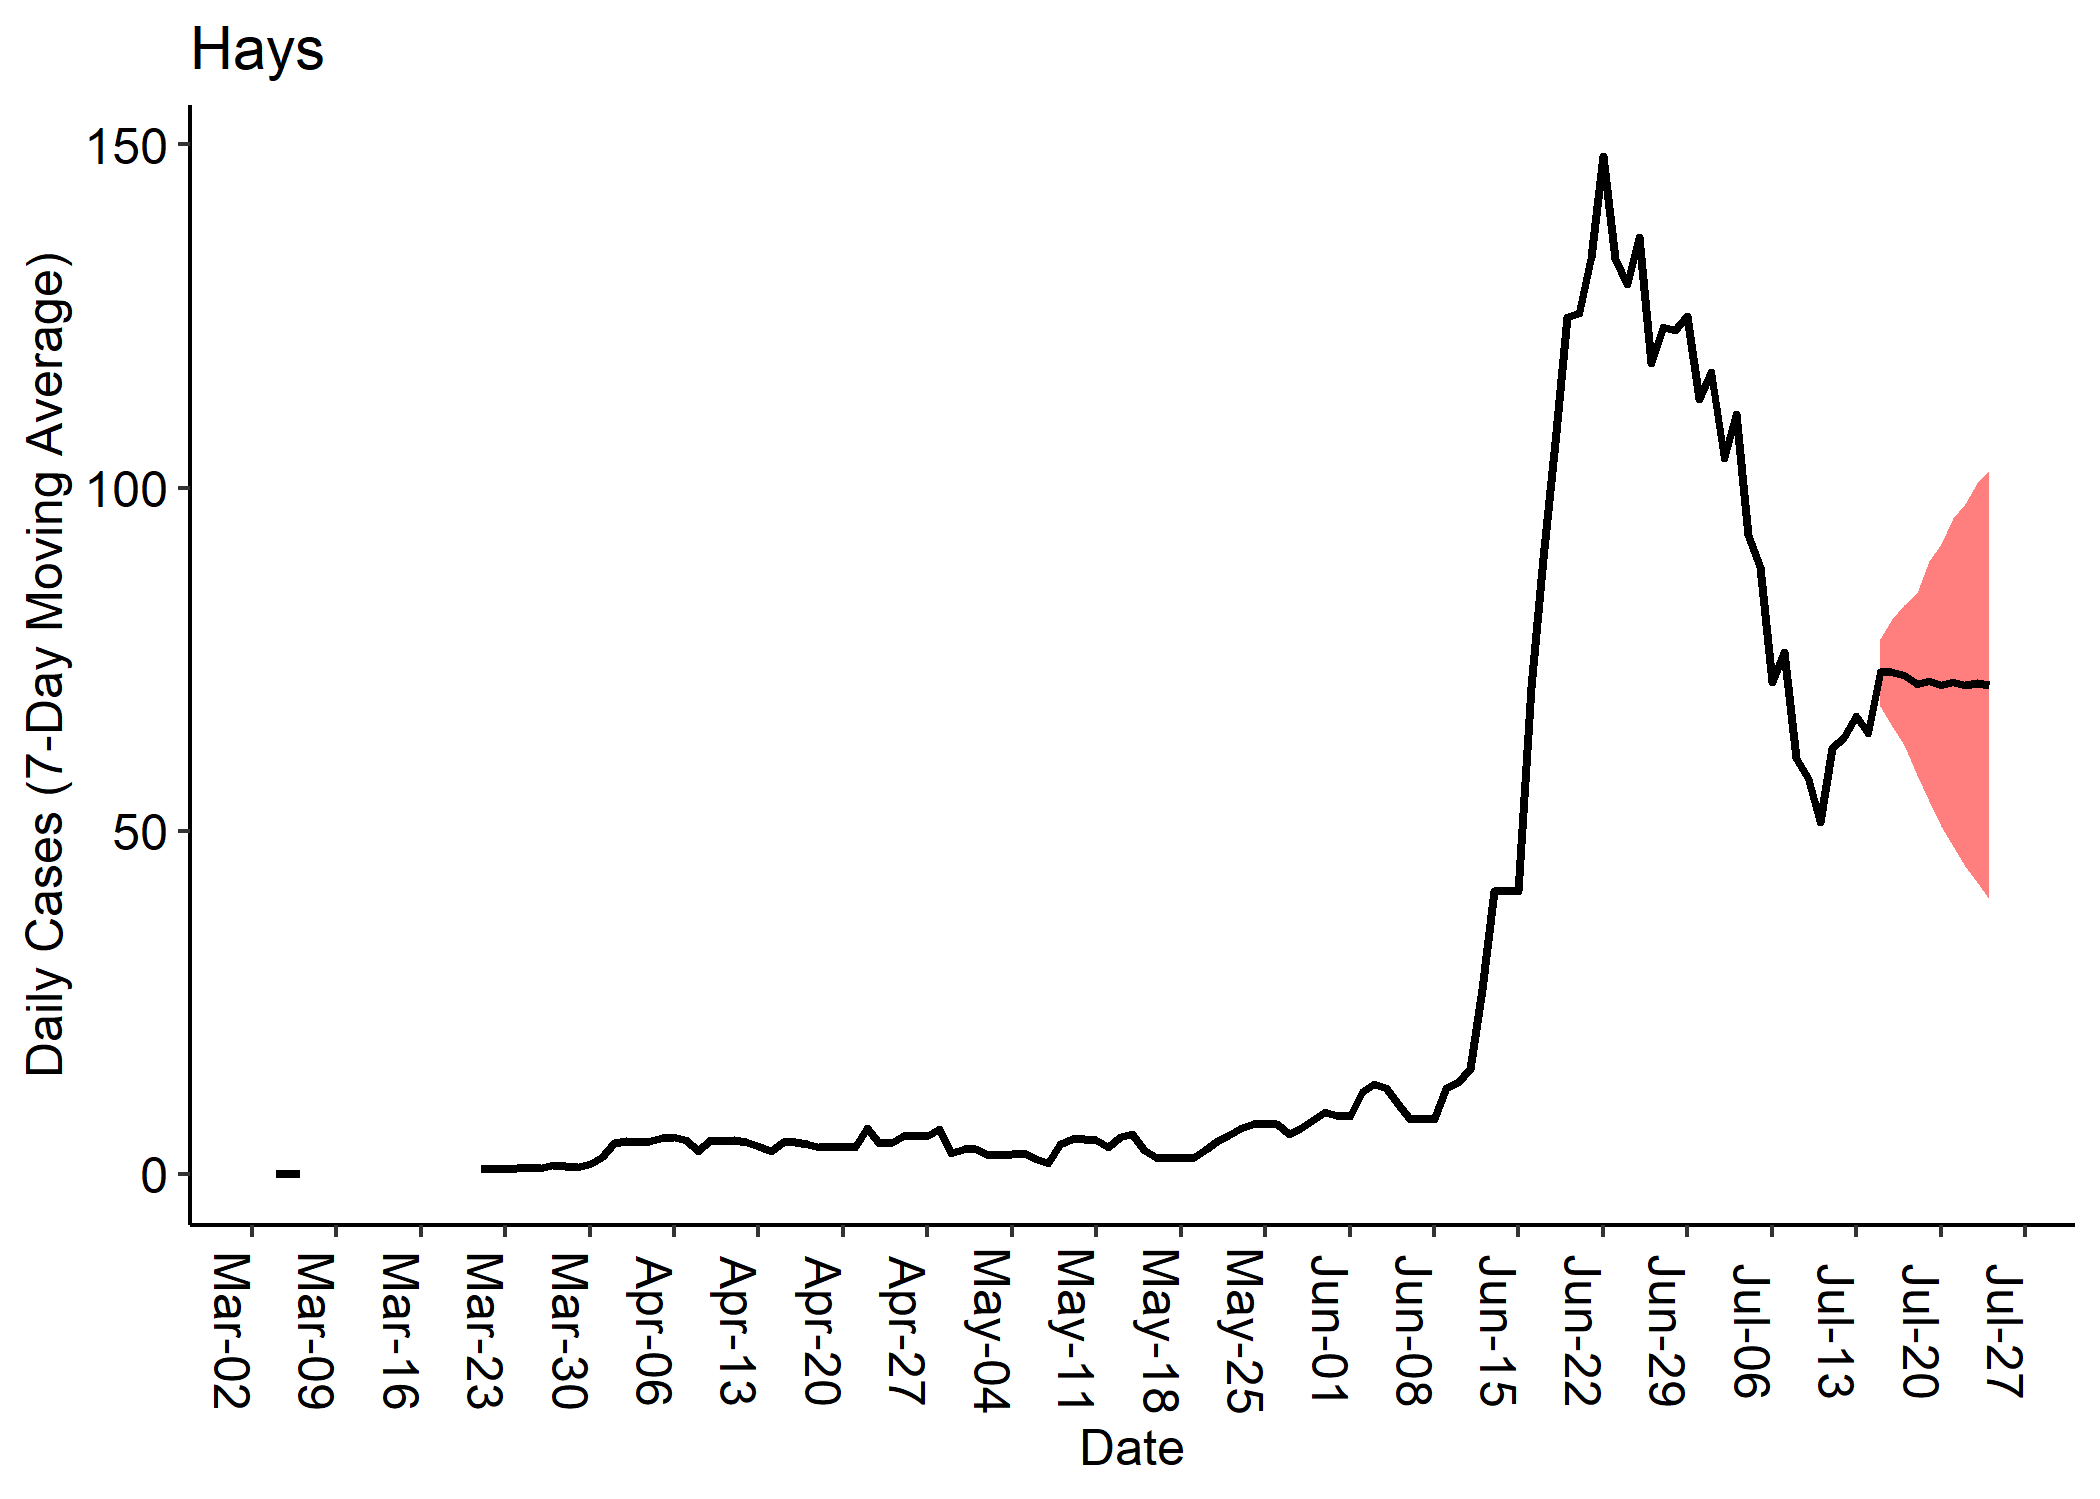 Hays
Daily Cases (7-Day Moving Average)
150
100
50
0
Mar-02
Mar-09
Mar-16
Mar-23
Mar-30
Apr-06
Apr-13
Apr-20
Apr-27
May-04
May-11
May-18
May-25
Jun-01
Jun-08
Jun-15
Jun-22
Jun-29
Jul-06
Jul-13
Jul-20
Jul-27
Date